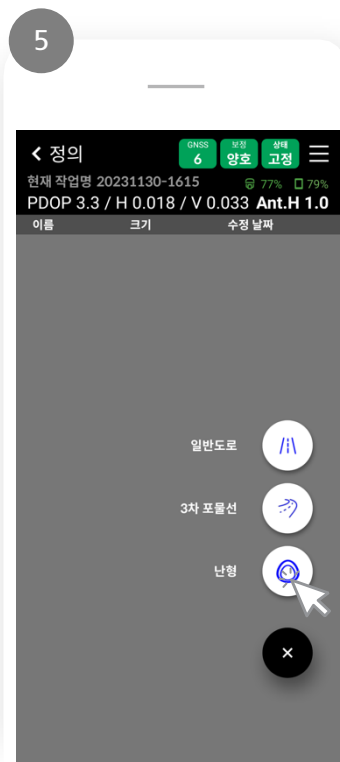 5
정의
GNSS 6 보정 양호 상태 고정
현재 작업명 20231130-1615 77% 79%
PDOP 3.3 / H 0.018 / V 0.033 Ant.H 1.0
이름 크기 수정 날짜
일반도로
3차 포물선
난형